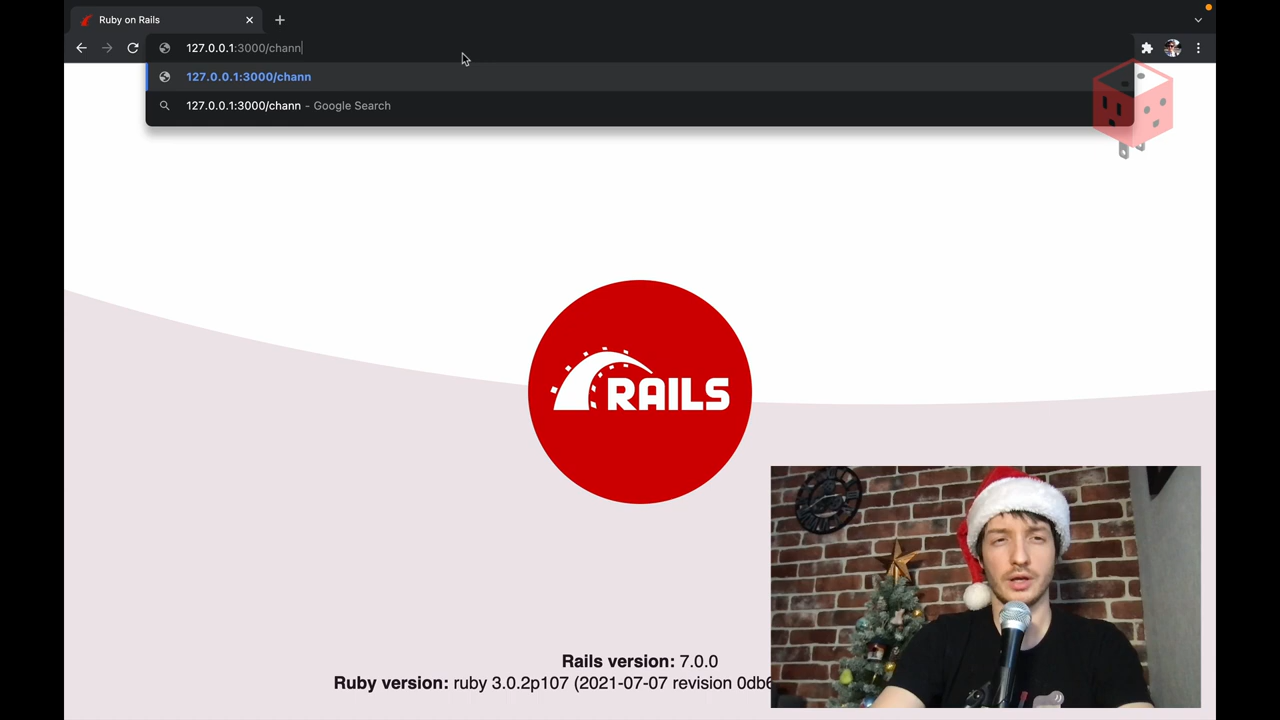 Ruby on Rails
127.0.0.1:3000/chann
127.0.0.1:3000/chann
127.0.0.1:3000/chann - Google Search
RAILS
Rails version: 7.0.0
Ruby version: ruby 3.0.2p107 (2021-07-07 revision 0db6